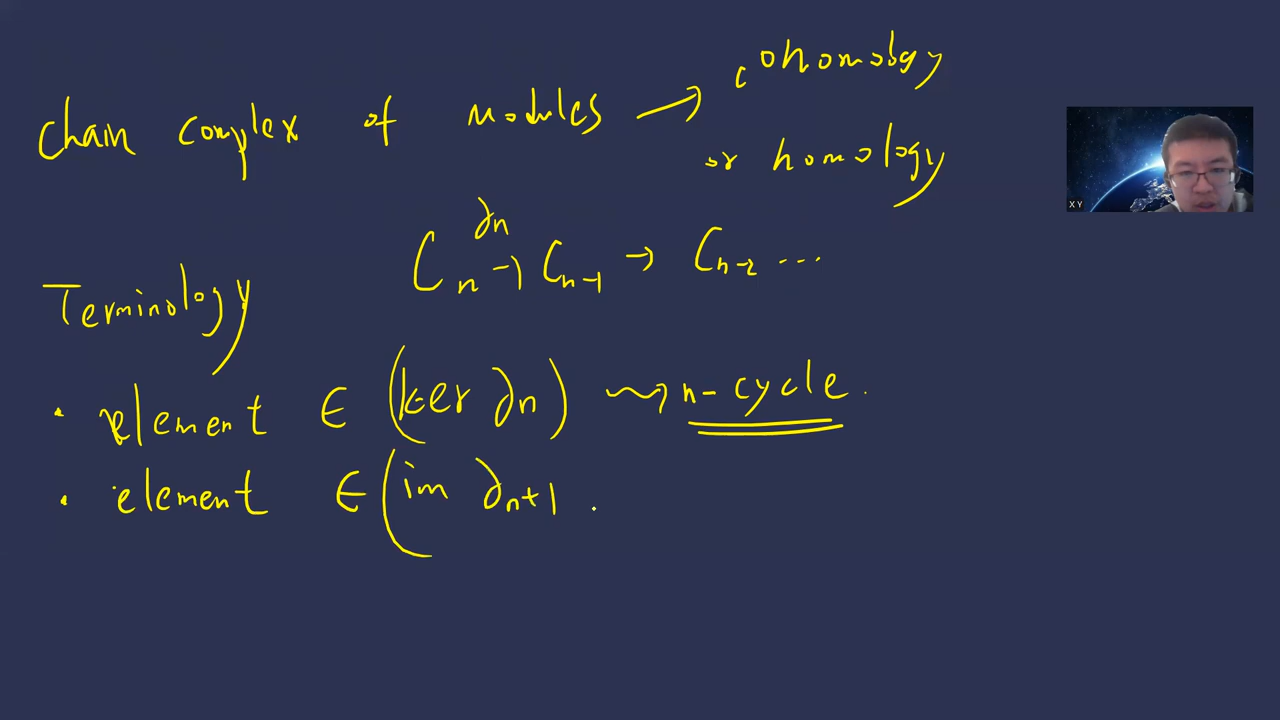 chain complex of modules → cohomology
or homology
∂n
Cn → Cn-1 → Cn-2 ...
Terminology
• element ∈ (ker ∂n) ⇝ n-cycle.
• element ∈ (im ∂n+1
X Y